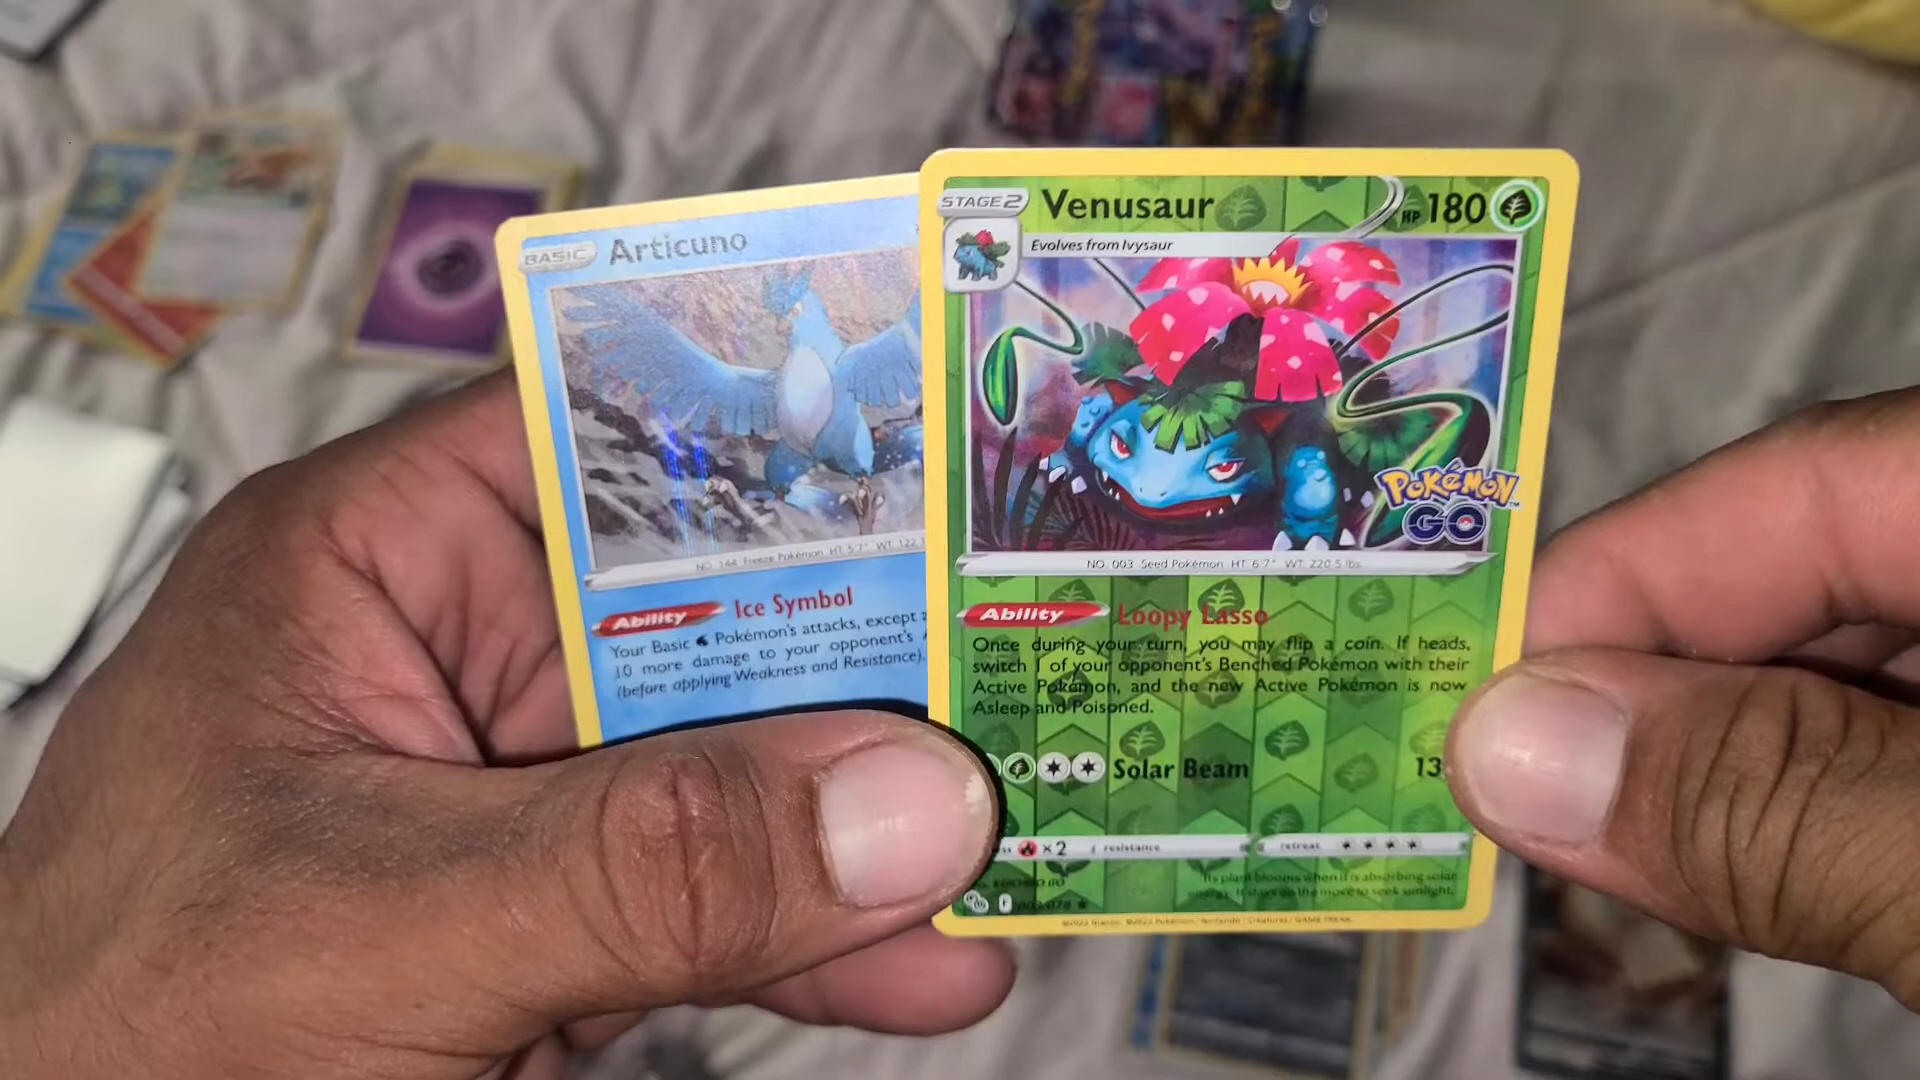 BASIC Articuno
NO. 144 Freeze Pokémon HT: 5'7" WT: 122.1
Ability Ice Symbol
Your Basic Pokémon's attacks, except
10 more damage to your opponent's
(before applying Weakness and Resistance).
STAGE2 Venusaur HP 180
Evolves from Ivysaur
POKéMON
GO
NO. 003 Seed Pokémon HT: 6'7" WT: 220.5 lbs.
Ability Loopy Lasso
Once during your turn, you may flip a coin. If heads,
switch 1 of your opponent's Benched Pokémon with their
Active Pokémon, and the new Active Pokémon is now
Asleep and Poisoned.
Solar Beam 13
×2 resistance retreat
Its plant blooms when it is absorbing solar
energy. It stays on the move to seek sunlight.